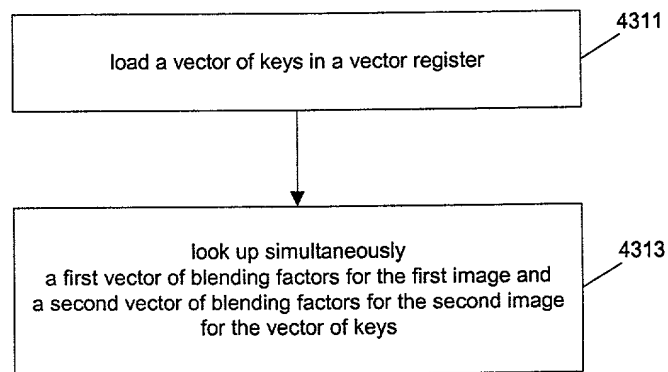 4311
load a vector of keys in a vector register
4313
look up simultaneously
a first vector of blending factors for the first image and
a second vector of blending factors for the second image
for the vector of keys